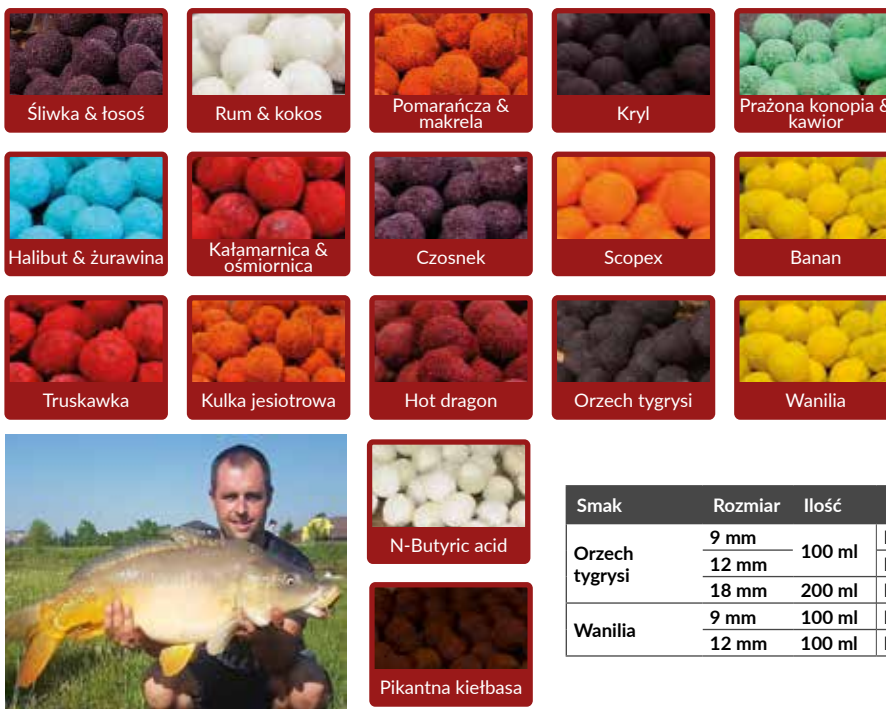 Śliwka & łosoś
Rum & kokos
Pomarańcza &
makrela
Kryl
Prażona konopia &
kawior
Halibut & żurawina
Kałamarnica &
ośmiornica
Czosnek
Scopex
Banan
Truskawka
Kulka jesiotrowa
Hot dragon
Orzech tygrysi
Wanilia
N-Butyric acid
Pikantna kiełbasa
Smak Rozmiar Ilość
Orzech
tygrysi
9 mm
100 ml
12 mm
18 mm 200 ml
Wanilia
9 mm 100 ml
12 mm 100 ml